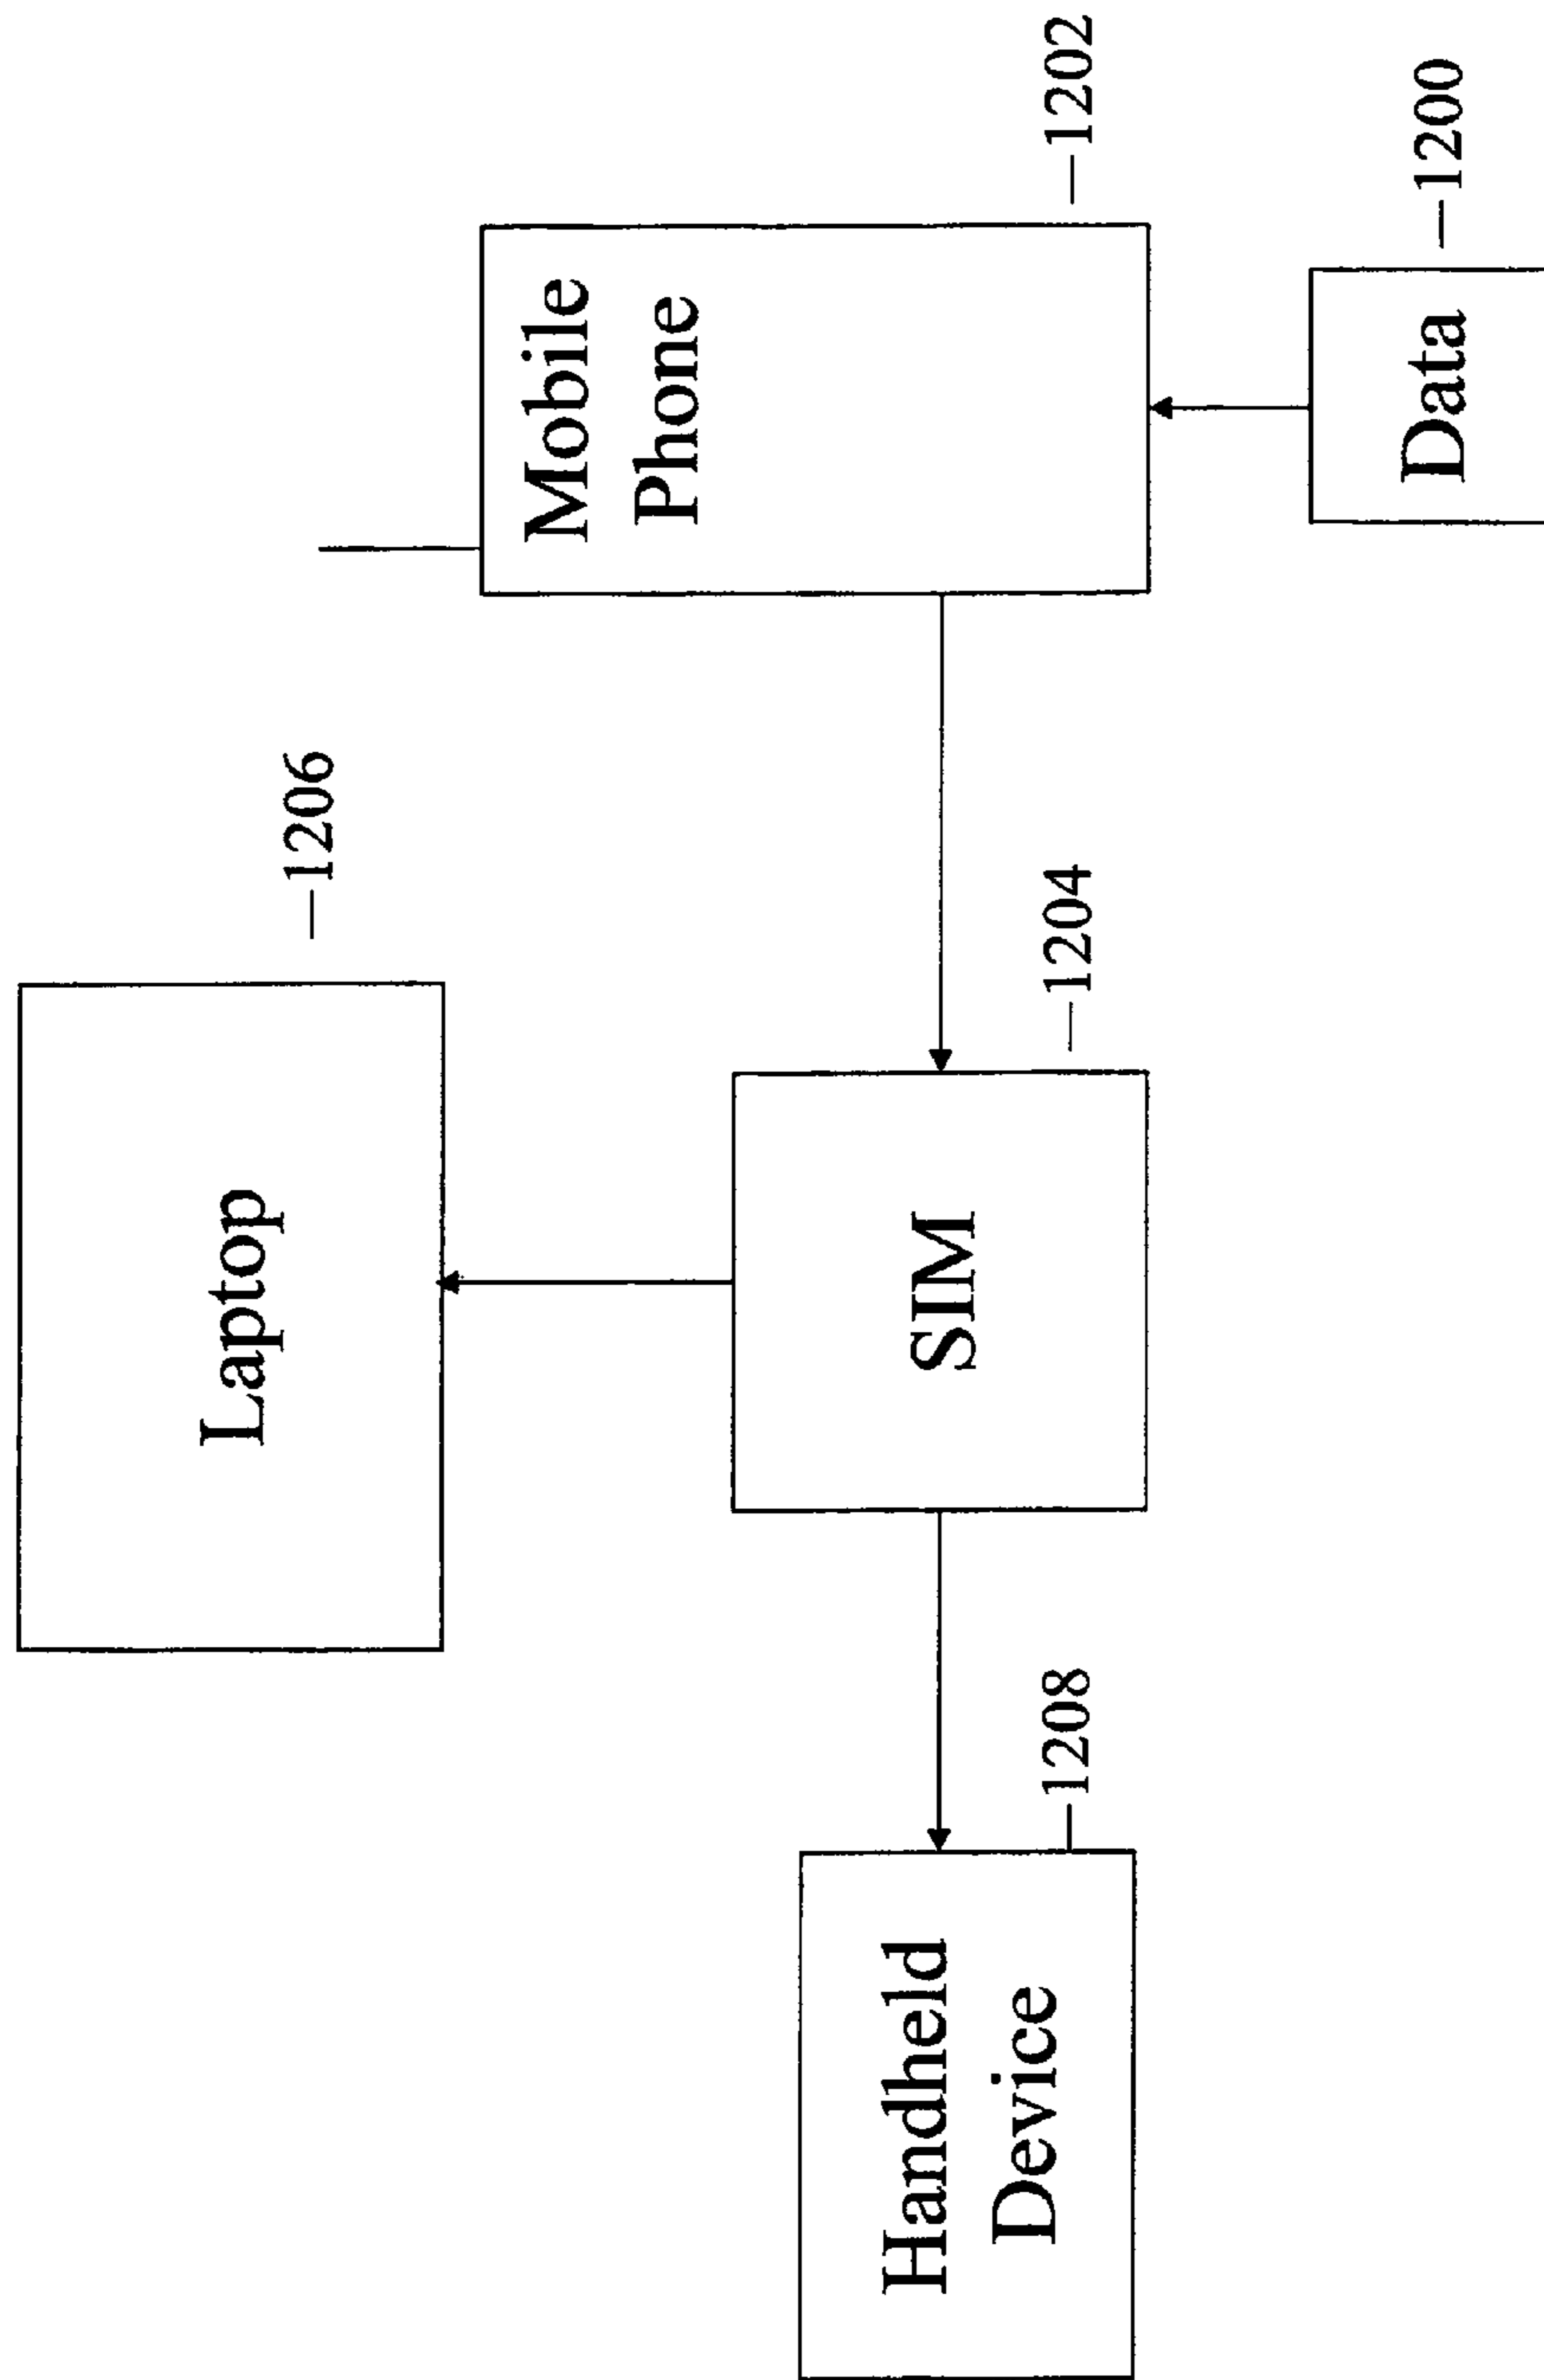 Laptop
1206
Mobile
Phone
1202
SIM
1204
Handheld
Device
1208
Data
1200